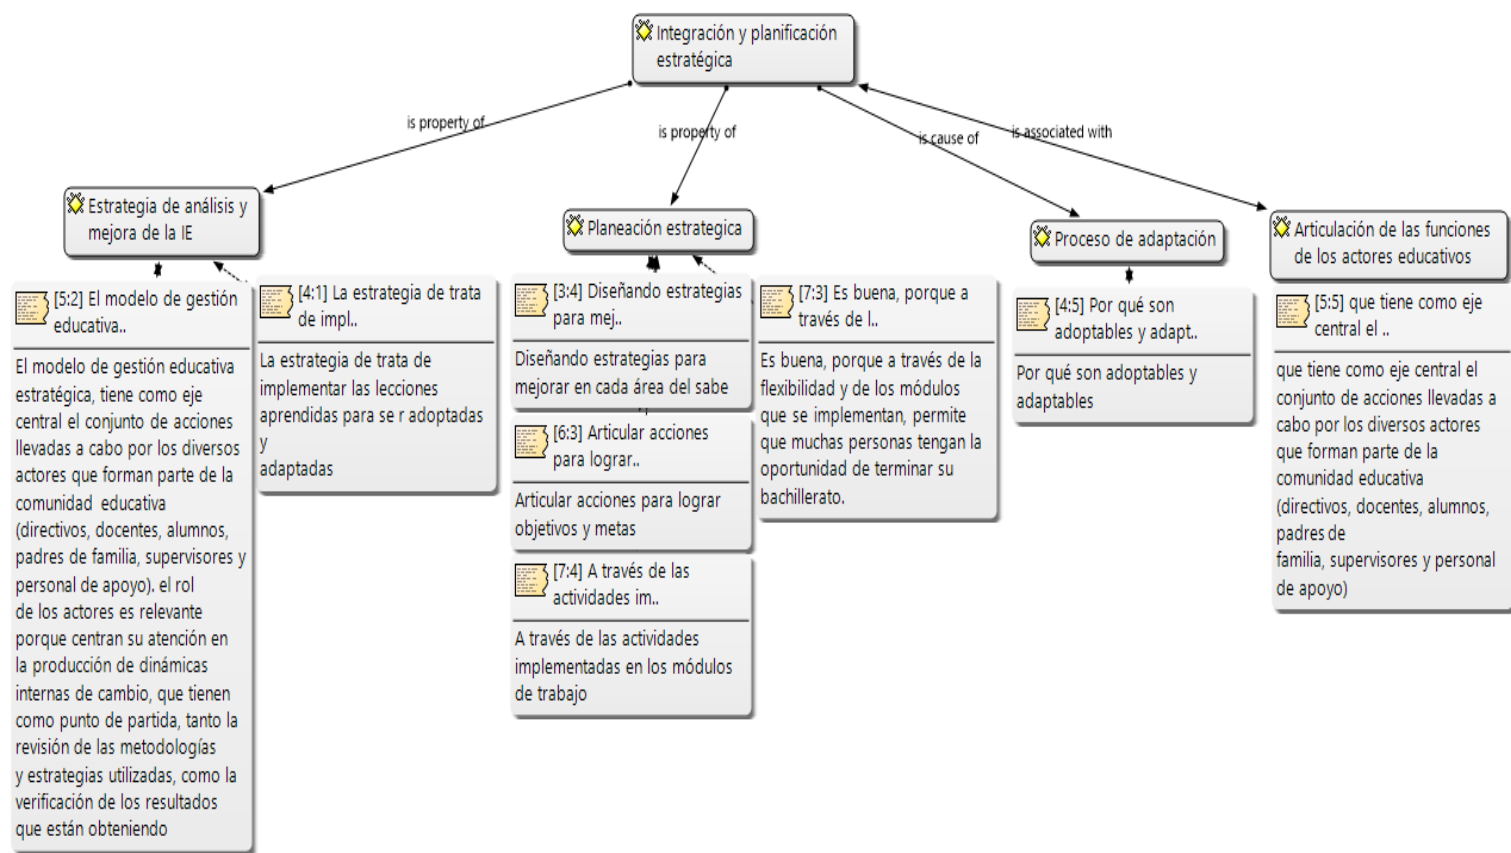 Integración y planificación
estratégica
is property of
is property of
is cause of
is associated with
Estrategia de análisis y
mejora de la IE
Planeación estrategica
Proceso de adaptación
Articulación de las funciones
de los actores educativos
[5:2] El modelo de gestión
educativa..
El modelo de gestión educativa
estratégica, tiene como eje
central el conjunto de acciones
llevadas a cabo por los diversos
actores que forman parte de la
comunidad educativa
(directivos, docentes, alumnos,
padres de familia, supervisores y
personal de apoyo). el rol
de los actores es relevante
porque centran su atención en
la producción de dinámicas
internas de cambio, que tienen
como punto de partida, tanto la
revisión de las metodologías
y estrategias utilizadas, como la
verificación de los resultados
que están obteniendo
[4:1] La estrategia de trata
de impl..
La estrategia de trata de
implementar las lecciones
aprendidas para se r adoptadas
y
adaptadas
[3:4] Diseñando estrategias
para mej..
Diseñando estrategias para
mejorar en cada área del sabe
[6:3] Articular acciones
para lograr..
Articular acciones para lograr
objetivos y metas
[7:4] A través de las
actividades im..
A través de las actividades
implementadas en los módulos
de trabajo
[7:3] Es buena, porque a
través de l..
Es buena, porque a través de la
flexibilidad y de los módulos
que se implementan, permite
que muchas personas tengan la
oportunidad de terminar su
bachillerato.
[4:5] Por qué son
adoptables y adapt..
Por qué son adoptables y
adaptables
[5:5] que tiene como eje
central el ..
que tiene como eje central el
conjunto de acciones llevadas a
cabo por los diversos actores
que forman parte de la
comunidad educativa
(directivos, docentes, alumnos,
padres de
familia, supervisores y personal
de apoyo)